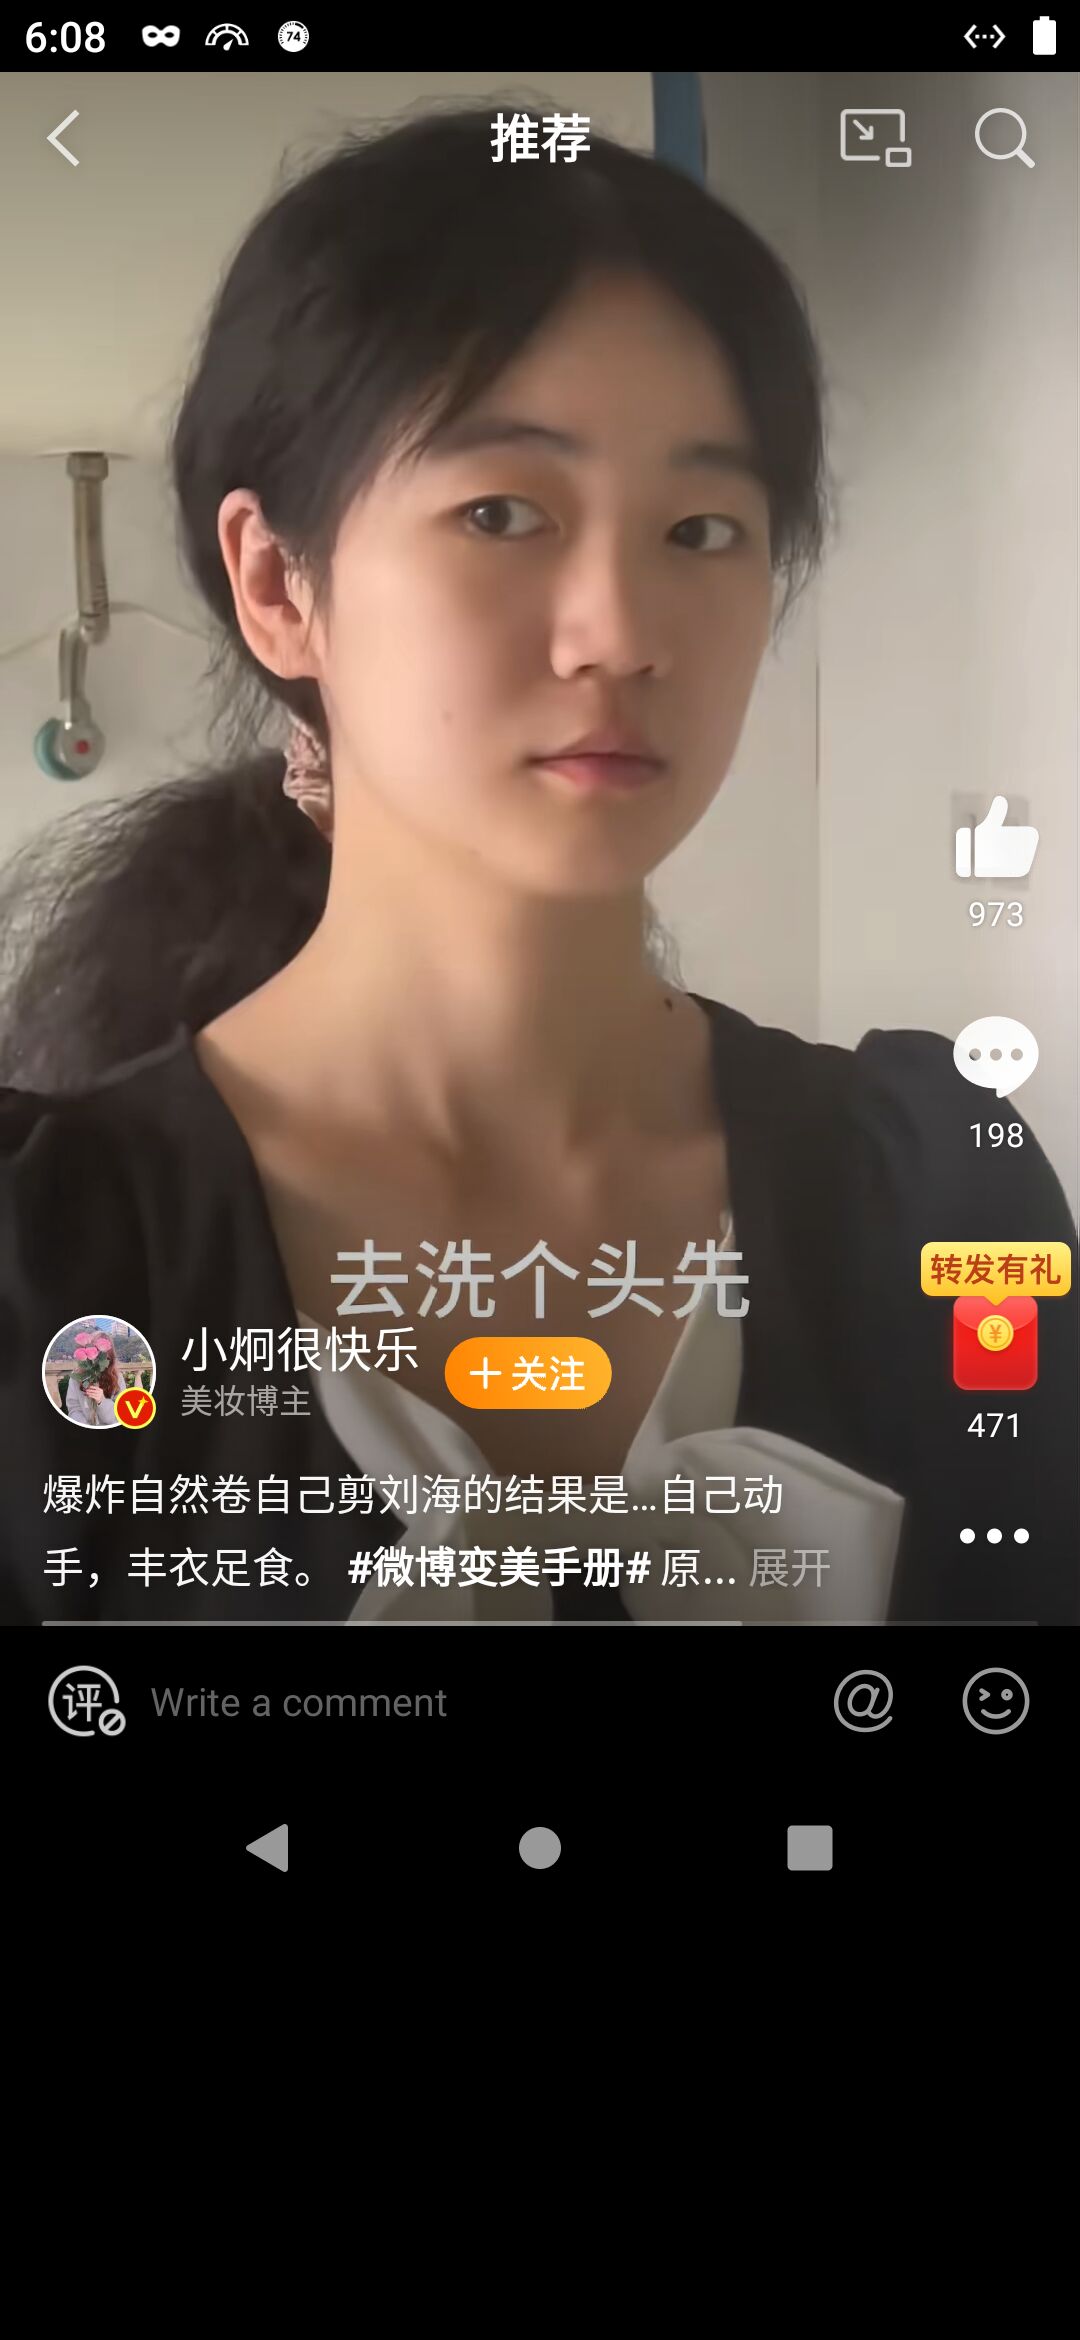 6:08
74
推荐
973
198
去洗个头先
转发有礼
小炯很快乐
+关注
美妆博主
471
爆炸自然卷自己剪刘海的结果是...自己动
手，丰衣足食。 #微博变美手册# 原... 展开
评
Write a comment